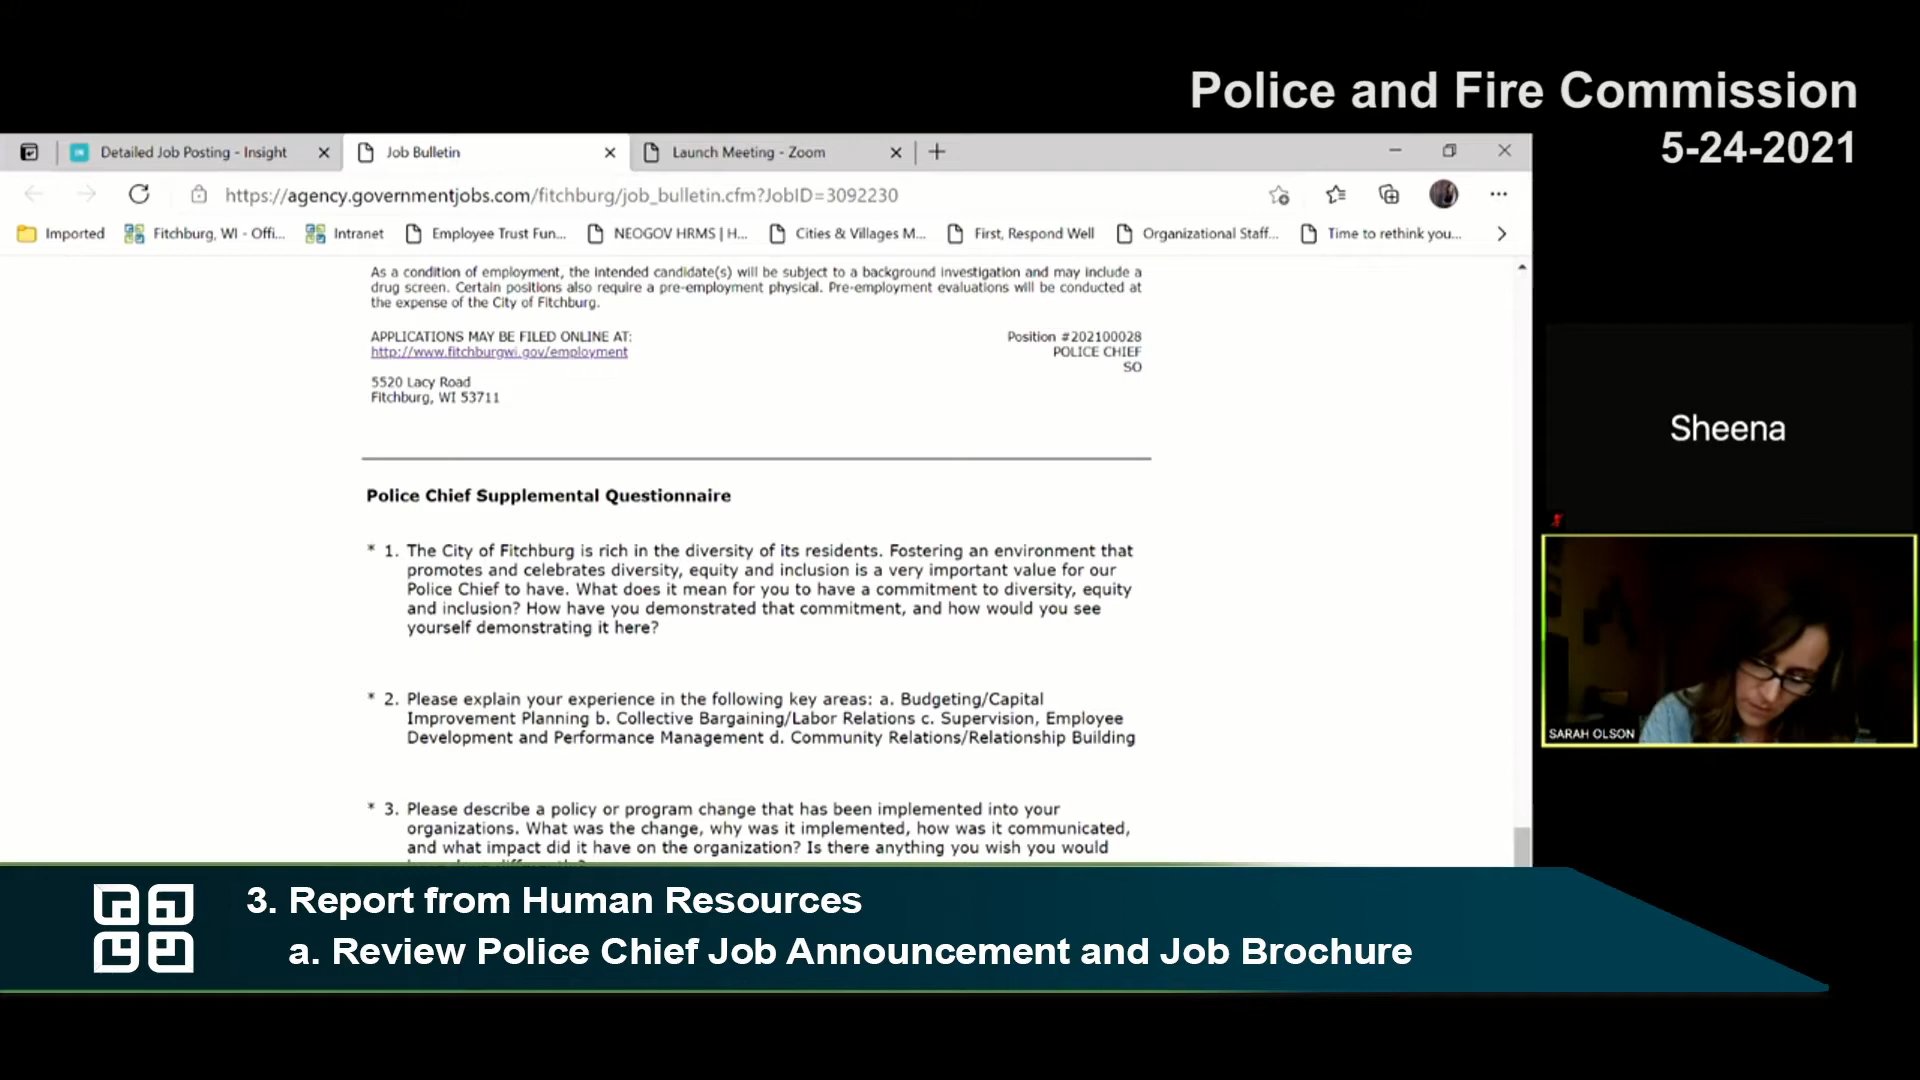 Police and Fire Commission
5-24-2021
Detailed Job Posting - Insight
Job Bulletin
Launch Meeting - Zoom
https://agency.governmentjobs.com/fitchburg/job_bulletin.cfm?JobID=3092230
Imported
Fitchburg, WI - Offi...
Intranet
Employee Trust Fun...
NEOGOV HRMS | H...
Cities & Villages M...
First, Respond Well
Organizational Staff...
Time to rethink you...
As a condition of employment, the intended candidate(s) will be subject to a background investigation and may include a
drug screen. Certain positions also require a pre-employment physical. Pre-employment evaluations will be conducted at
the expense of the City of Fitchburg.
APPLICATIONS MAY BE FILED ONLINE AT:
http://www.fitchburgwi.gov/employment
5520 Lacy Road
Fitchburg, WI 53711
Position #202100028
POLICE CHIEF
SO
Police Chief Supplemental Questionnaire
* 1. The City of Fitchburg is rich in the diversity of its residents. Fostering an environment that
promotes and celebrates diversity, equity and inclusion is a very important value for our
Police Chief to have. What does it mean for you to have a commitment to diversity, equity
and inclusion? How have you demonstrated that commitment, and how would you see
yourself demonstrating it here?
* 2. Please explain your experience in the following key areas: a. Budgeting/Capital
Improvement Planning b. Collective Bargaining/Labor Relations c. Supervision, Employee
Development and Performance Management d. Community Relations/Relationship Building
* 3. Please describe a policy or program change that has been implemented into your
organizations. What was the change, why was it implemented, how was it communicated,
and what impact did it have on the organization? Is there anything you wish you would
Sheena
SARAH OLSON
3. Report from Human Resources
a. Review Police Chief Job Announcement and Job Brochure